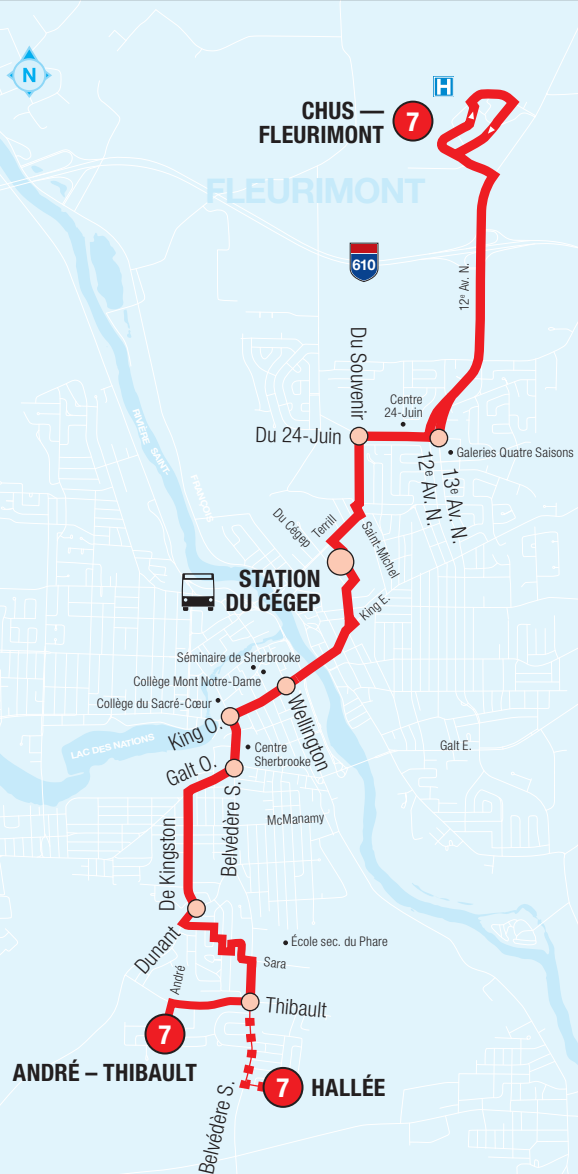 N
H
CHUS —
FLEURIMONT
7
FLEURIMONT
610
12e Av. N.
Du Souvenir
Centre
24-Juin
Du 24-Juin
Galeries Quatre Saisons
12e Av. N.
13e Av. N.
RIVIÈRE SAINT-
FRANÇOIS
Du Cégep
Terrill
Saint-Michel
STATION
DU CÉGEP
King E.
Séminaire de Sherbrooke
Collège Mont Notre-Dame
Collège du Sacré-Cœur
Wellington
King O.
LAC DES NATIONS
Centre
Sherbrooke
Galt E.
Galt O.
Belvédère S.
McManamy
De Kingston
Dunant
École sec. du Phare
Sara
André
Thibault
7
ANDRÉ – THIBAULT
7
HALLÉE
Belvédère S.